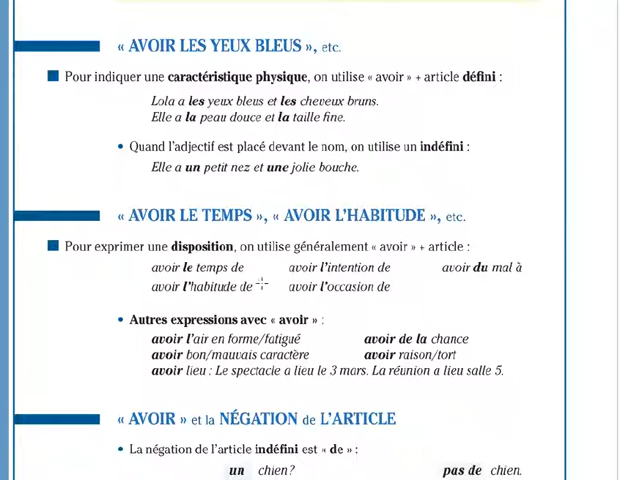 « AVOIR LES YEUX BLEUS », etc.
Pour indiquer une caractéristique physique, on utilise « avoir » + article défini :
Lola a les yeux bleus et les cheveux bruns.
Elle a la peau douce et la taille fine.
• Quand l'adjectif est placé devant le nom, on utilise un indéfini :
Elle a un petit nez et une jolie bouche.
« AVOIR LE TEMPS », « AVOIR L'HABITUDE », etc.
Pour exprimer une disposition, on utilise généralement « avoir » + article :
avoir le temps de avoir l'intention de avoir du mal à
avoir l'habitude de avoir l'occasion de
• Autres expressions avec « avoir » :
avoir l'air en forme/fatigué avoir de la chance
avoir bon/mauvais caractère avoir raison/tort
avoir lieu : Le spectacle a lieu le 3 mars. La réunion a lieu salle 5.
« AVOIR » et la NÉGATION de L'ARTICLE
• La négation de l'article indéfini est « de » :
un chien ? pas de chien.